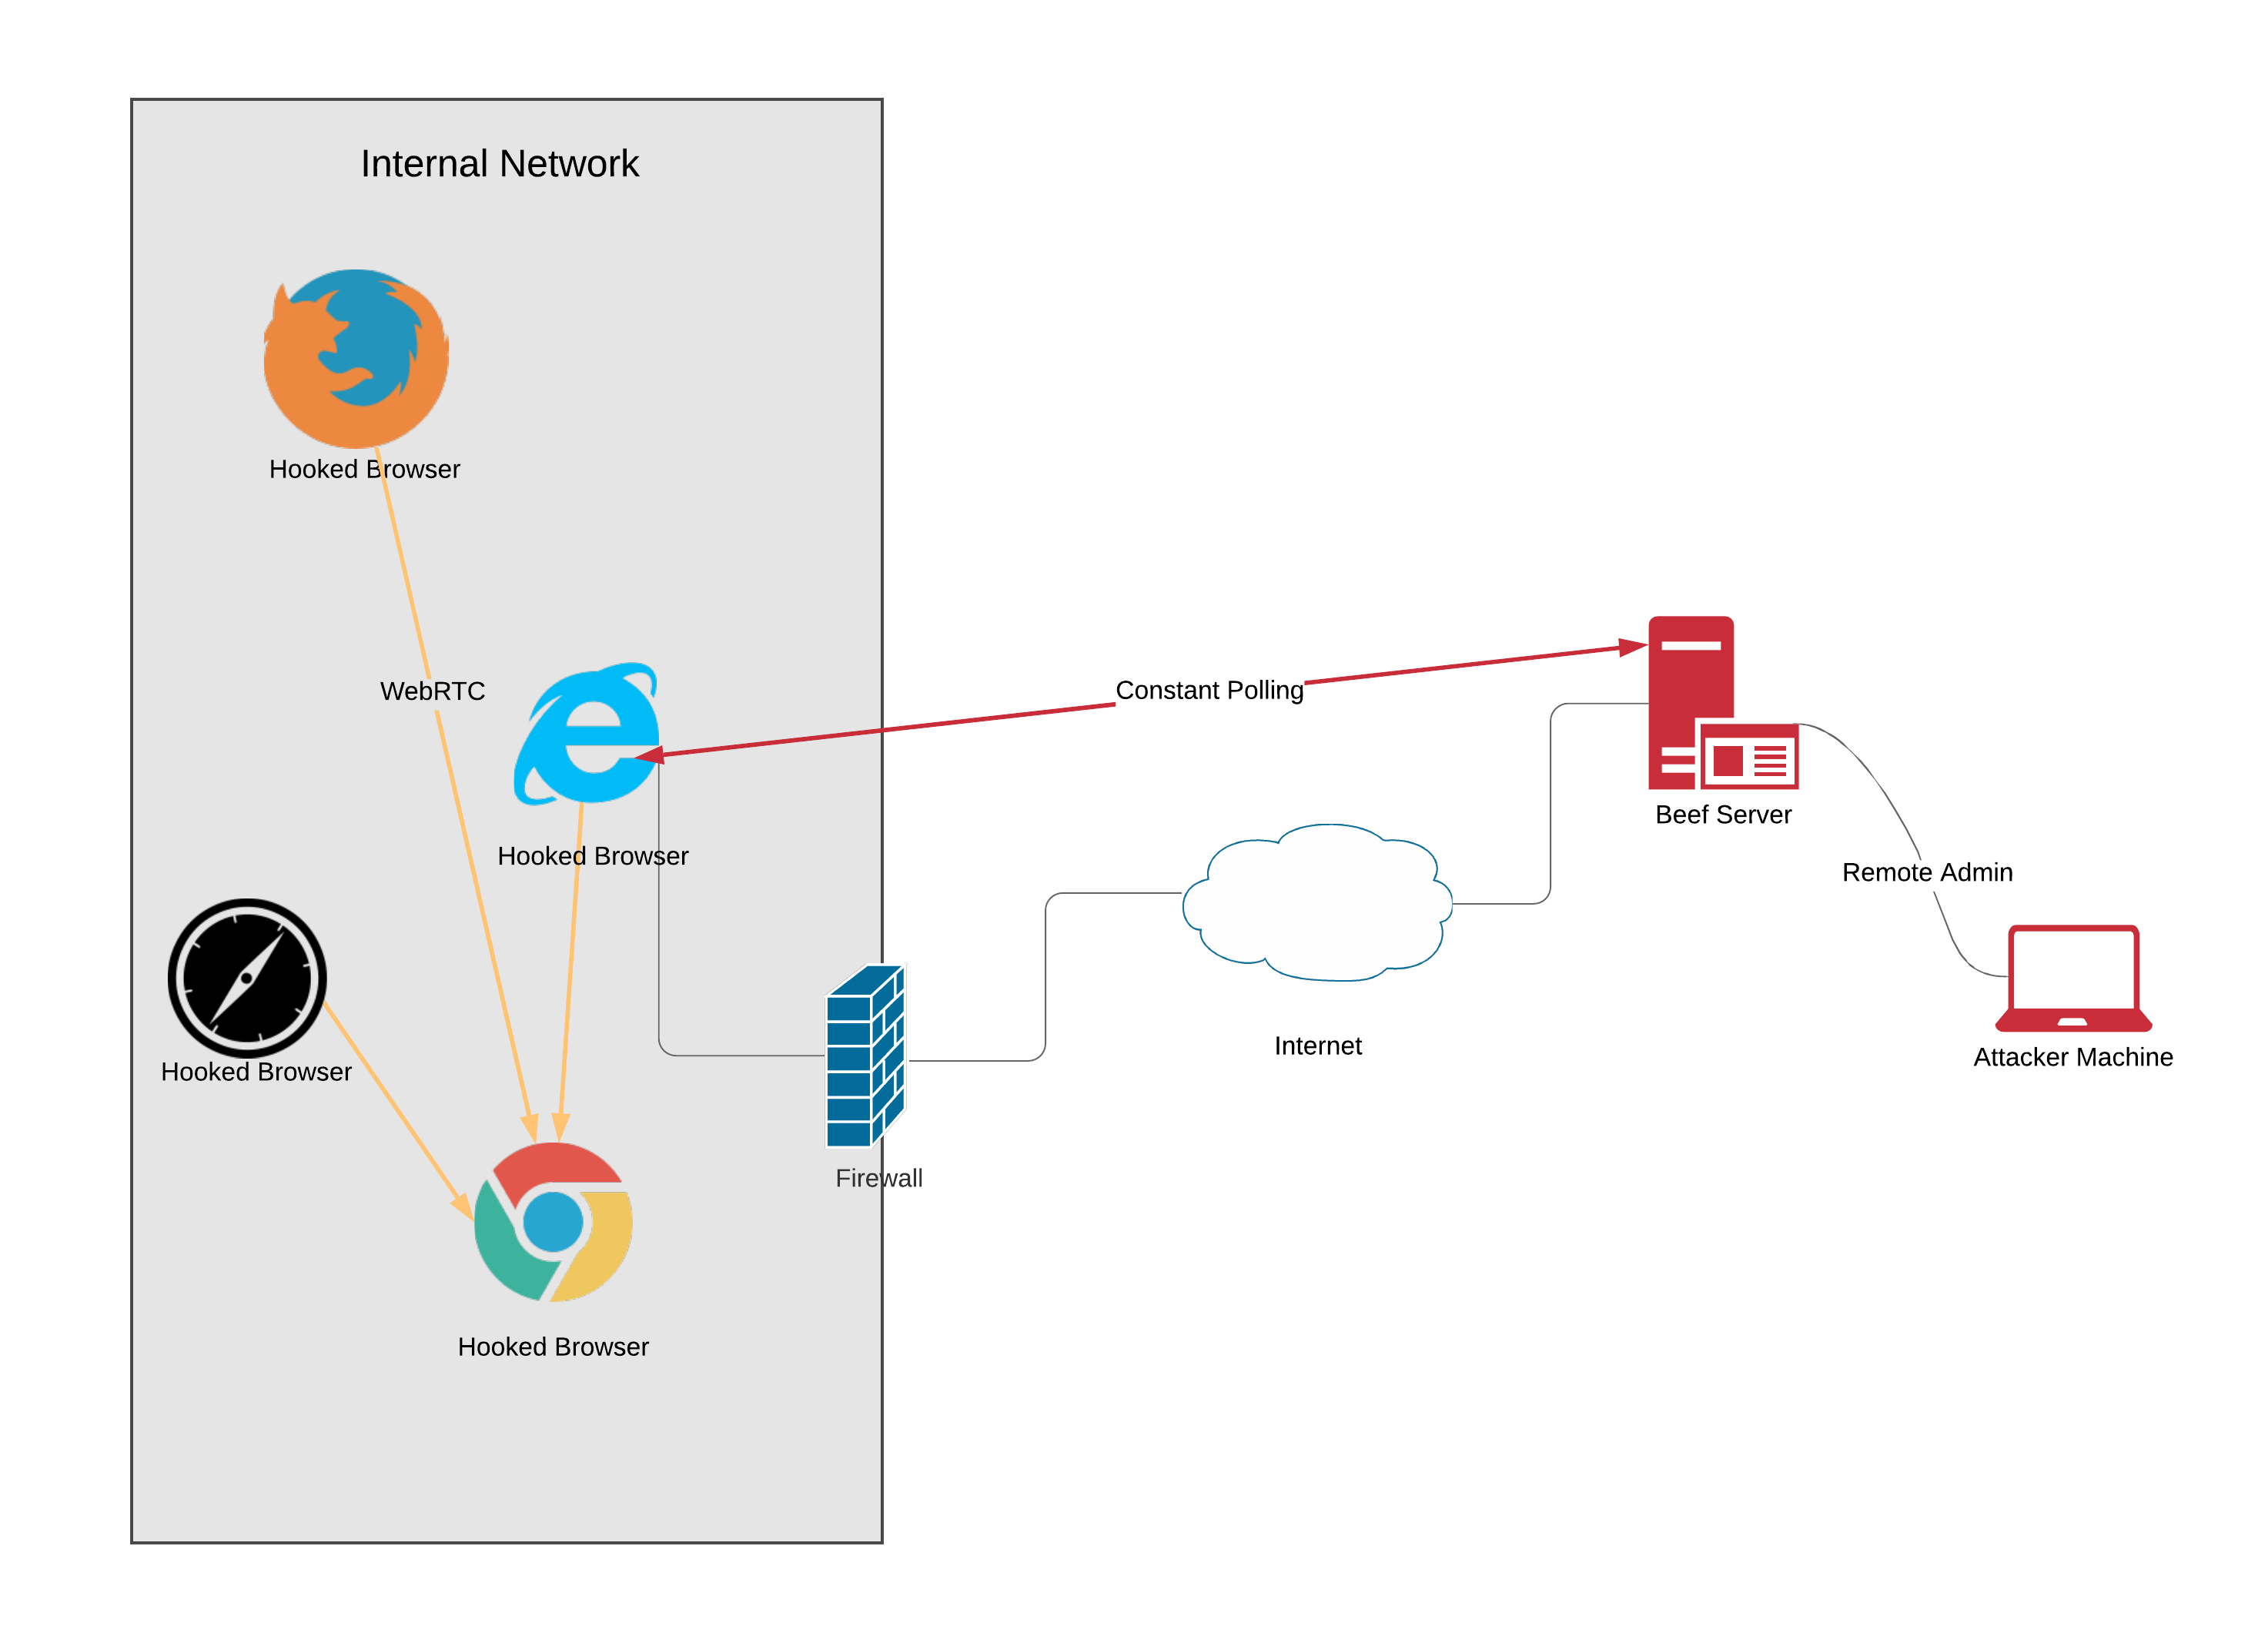 Internal Network
Hooked Browser
WebRTC
Hooked Browser
Hooked Browser
Hooked Browser
Firewall
Constant Polling
Internet
Beef Server
Remote Admin
Attacker Machine